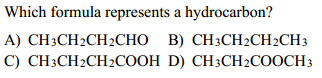 Which formula represents a hydrocarbon?
A) CH3CH2CH2CHO B) CH3CH2CH2CH3
C) CH3CH2CH2COOH D) CH3CH2COOCH3